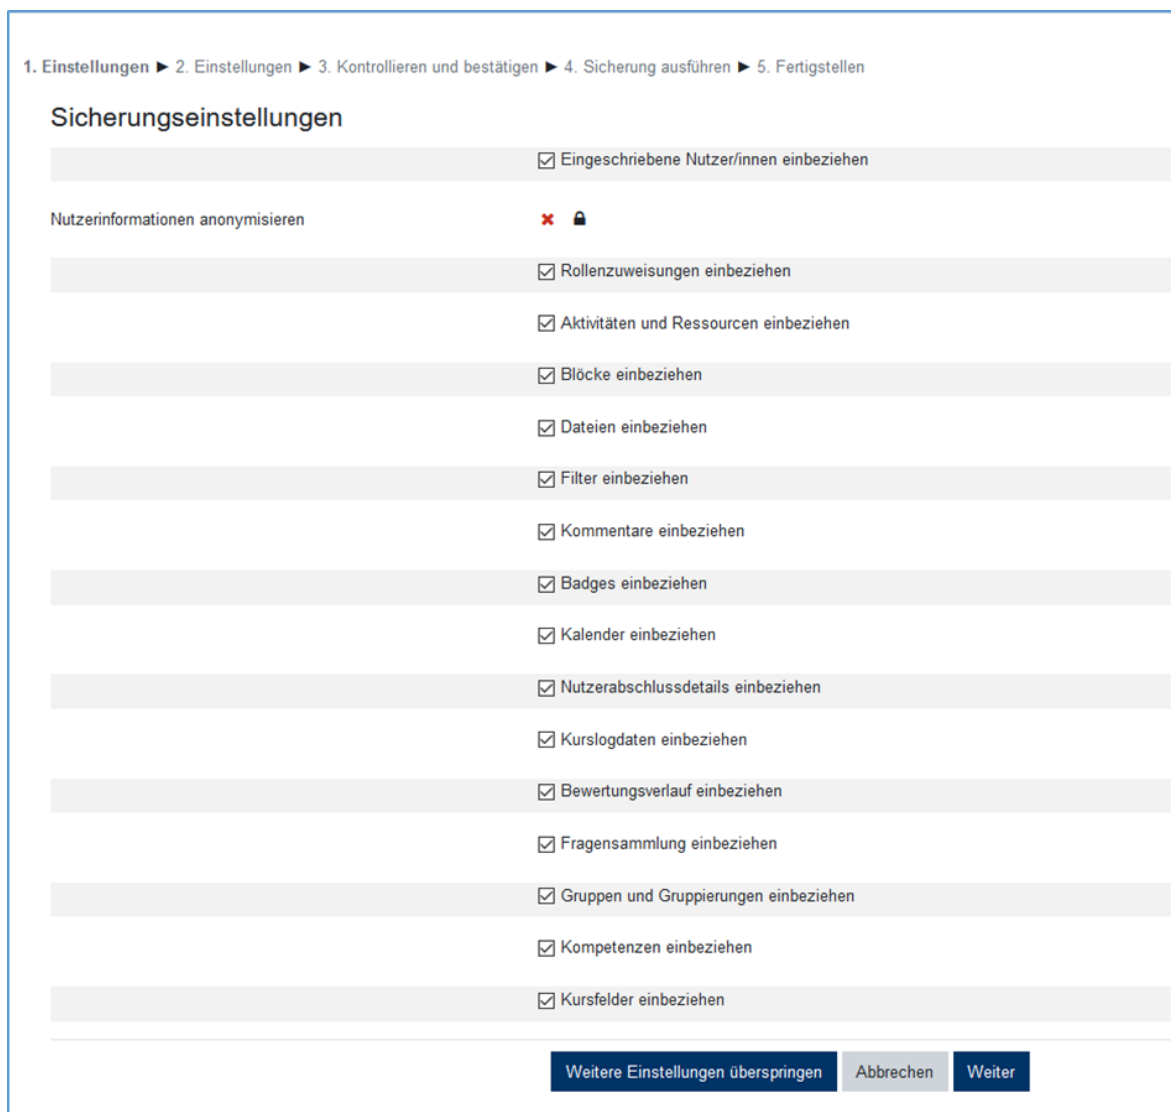 1. Einstellungen ► 2. Einstellungen ► 3. Kontrollieren und bestätigen ► 4. Sicherung ausführen ► 5. Fertigstellen
Sicherungseinstellungen
Eingeschriebene Nutzer/innen einbeziehen
Nutzerinformationen anonymisieren
Rollenzuweisungen einbeziehen
Aktivitäten und Ressourcen einbeziehen
Blöcke einbeziehen
Dateien einbeziehen
Filter einbeziehen
Kommentare einbeziehen
Badges einbeziehen
Kalender einbeziehen
Nutzerabschlussdetails einbeziehen
Kurslogdaten einbeziehen
Bewertungsverlauf einbeziehen
Fragensammlung einbeziehen
Gruppen und Gruppierungen einbeziehen
Kompetenzen einbeziehen
Kursfelder einbeziehen
Weitere Einstellungen überspringen Abbrechen Weiter